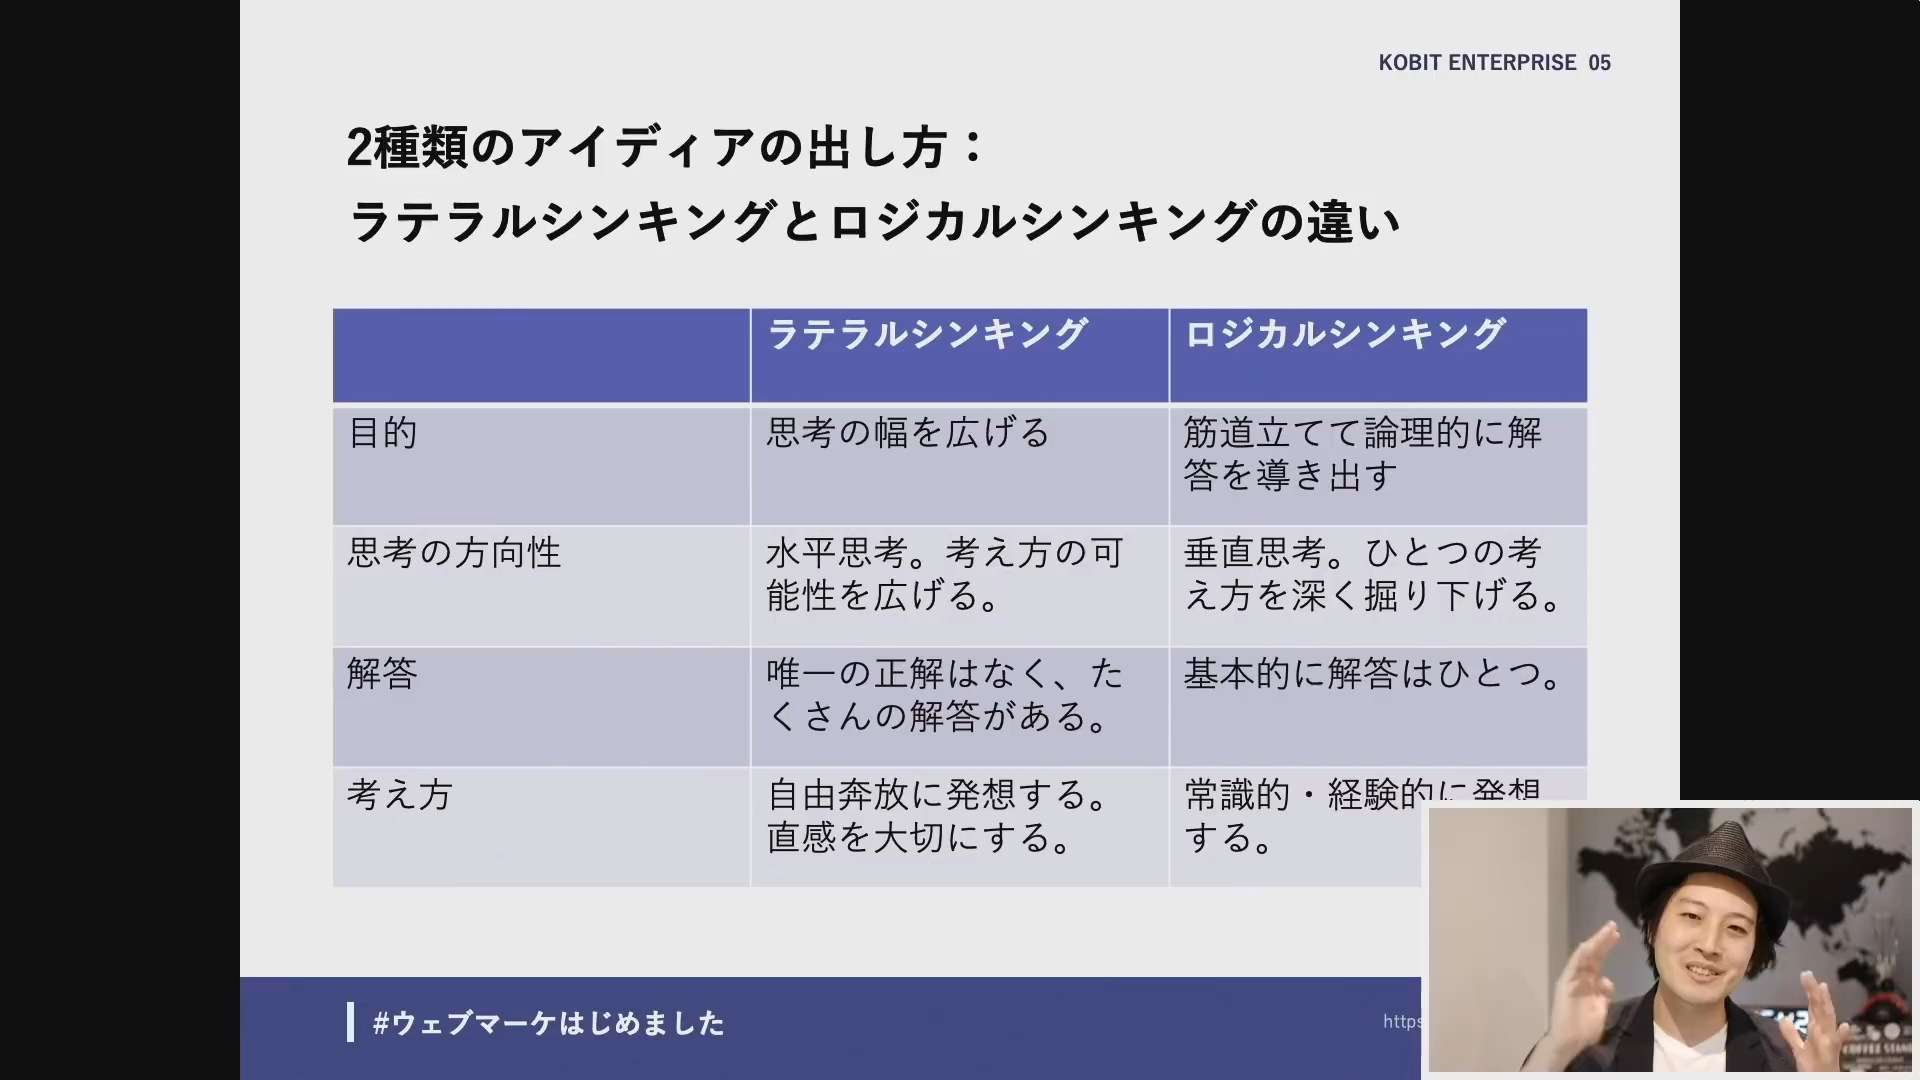 KOBIT ENTERPRISE 05
2種類のアイディアの出し方：
ラテラルシンキングとロジカルシンキングの違い
ラテラルシンキング
ロジカルシンキング
目的
思考の幅を広げる
筋道立てて論理的に解
答を導き出す
思考の方向性
水平思考。考え方の可
能性を広げる。
垂直思考。ひとつの考
え方を深く掘り下げる。
解答
唯一の正解はなく、た
くさんの解答がある。
基本的に解答はひとつ。
考え方
自由奔放に発想する。
直感を大切にする。
常識的・経験的に発想
する。
#ウェブマーケはじめました
https
COFFEE STAND